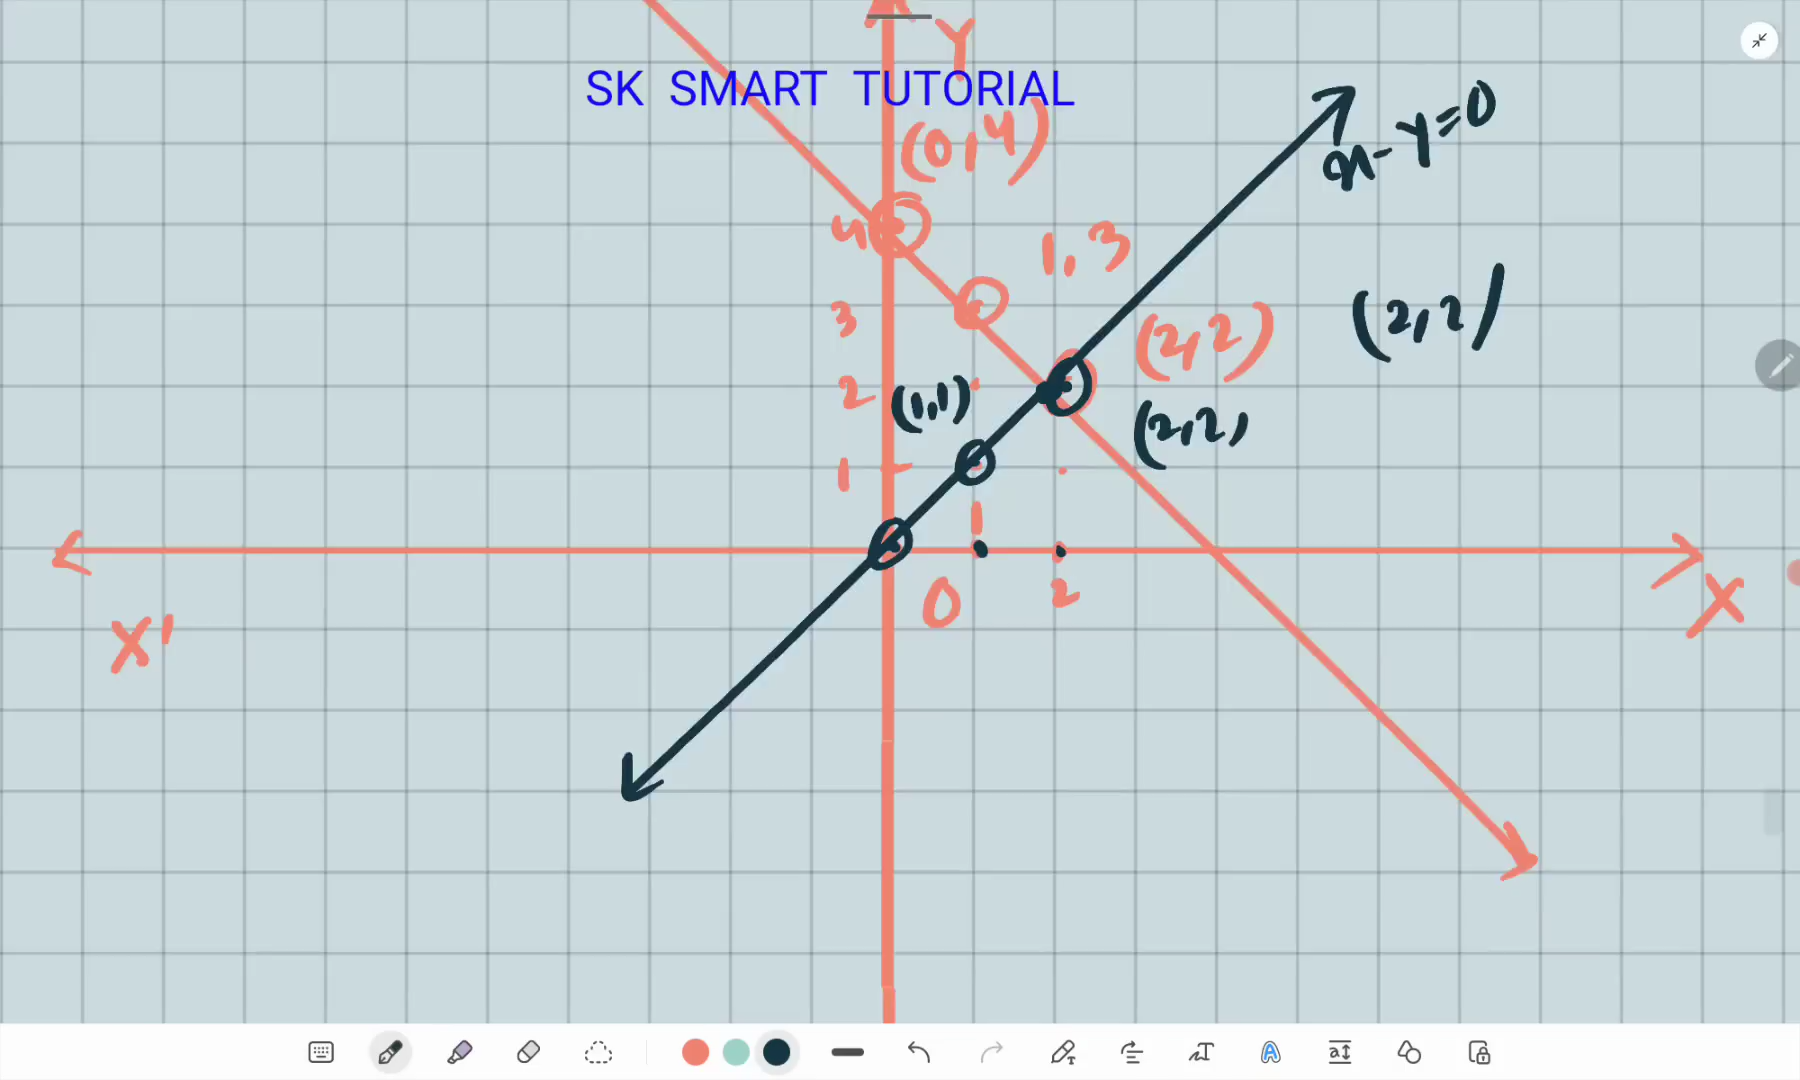 Y
SK SMART TUTORIAL
x-y=0
(0,4)
4
1,3
3
(2,2)
(2,2)
2
(1,1)
(2,2)
1
1
0
2
X
X'